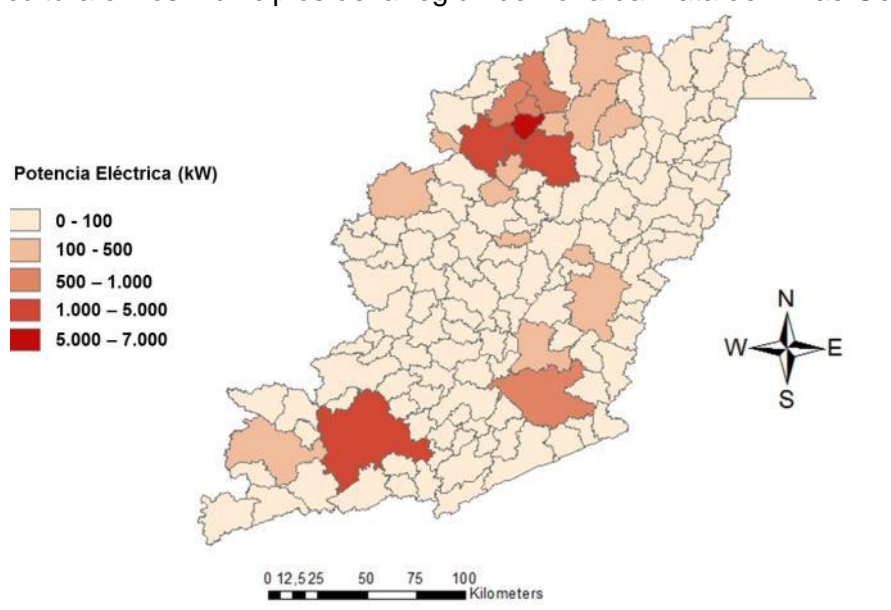 Potencia Eléctrica (kW)
0 - 100
100 - 500
500 – 1.000
1.000 – 5.000
5.000 – 7.000
N
W E
S
0 12,5 25 50 75 100
Kilometers